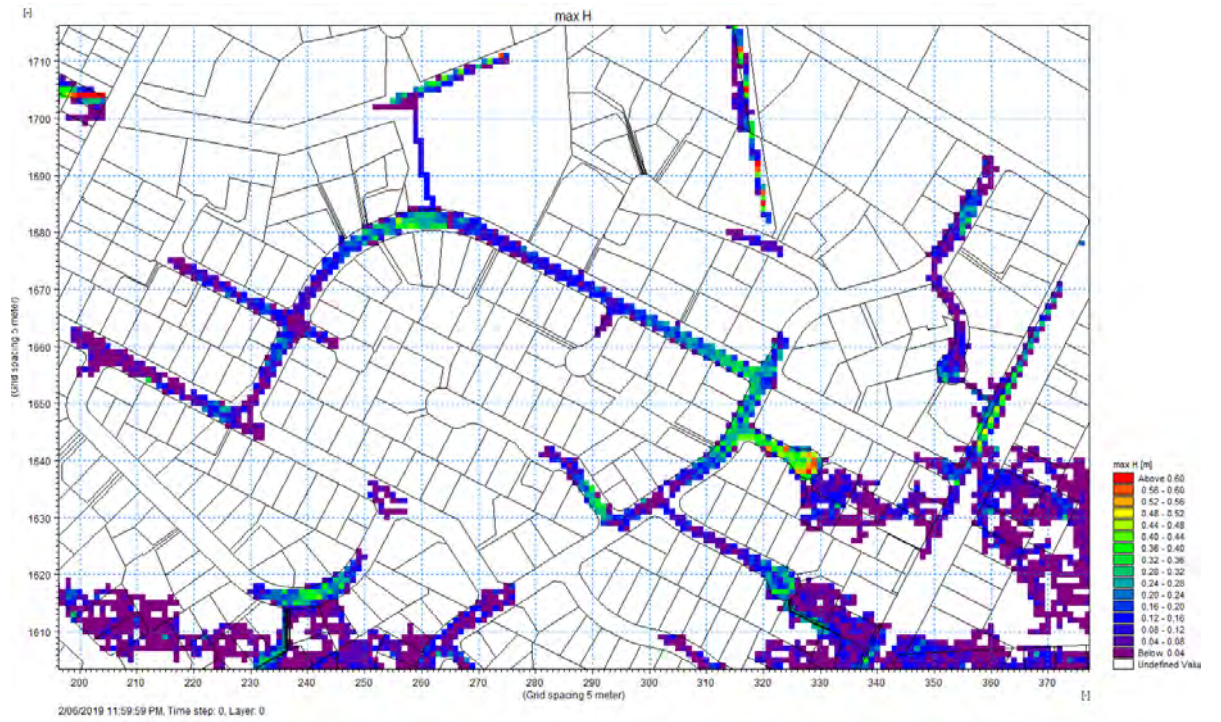 [-]
max H
1710
1700
1690
1680
1670
1660
1650
1640
1630
1620
1610
(Grid spacing 5 meter)
200 210 220 230 240 250 260 270 280 290 300 310 320 330 340 350 360 370
(Grid spacing 5 meter)
[-]
2/06/2019 11:59:59 PM, Time step: 0, Layer: 0
max H [m]
Above 0.60
0.56 - 0.60
0.52 - 0.56
0.48 - 0.52
0.44 - 0.48
0.40 - 0.44
0.36 - 0.40
0.32 - 0.36
0.28 - 0.32
0.24 - 0.28
0.20 - 0.24
0.16 - 0.20
0.12 - 0.16
0.08 - 0.12
0.04 - 0.08
Below 0.04
Undefined Valu